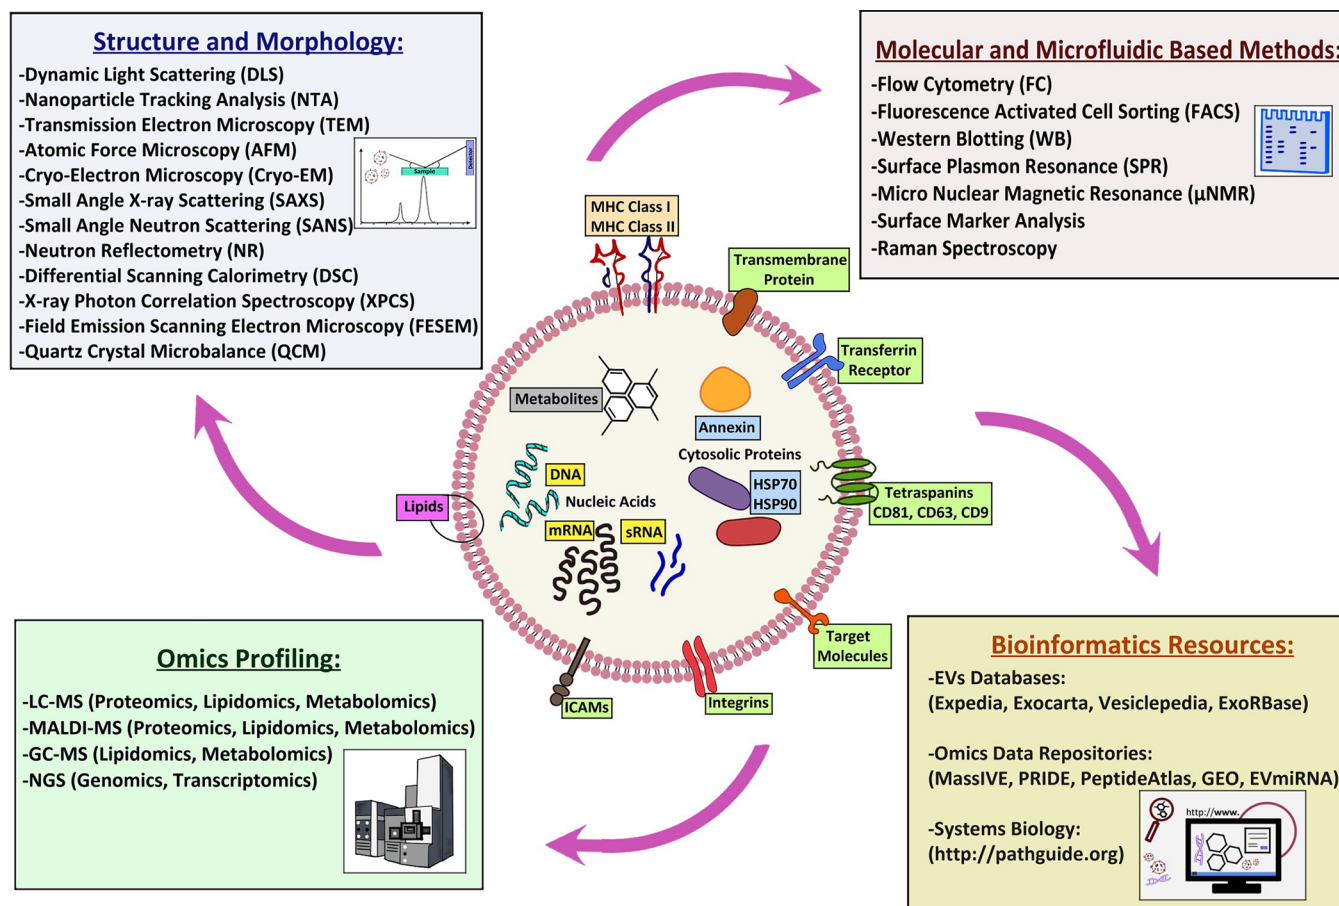 Structure and Morphology:
-Dynamic Light Scattering (DLS)
-Nanoparticle Tracking Analysis (NTA)
-Transmission Electron Microscopy (TEM)
-Atomic Force Microscopy (AFM)
-Cryo-Electron Microscopy (Cryo-EM)
-Small Angle X-ray Scattering (SAXS)
-Small Angle Neutron Scattering (SANS)
-Neutron Reflectometry (NR)
-Differential Scanning Calorimetry (DSC)
-X-ray Photon Correlation Spectroscopy (XPCS)
-Field Emission Scanning Electron Microscopy (FESEM)
-Quartz Crystal Microbalance (QCM)
Sample
Detector
Molecular and Microfluidic Based Methods:
-Flow Cytometry (FC)
-Fluorescence Activated Cell Sorting (FACS)
-Western Blotting (WB)
-Surface Plasmon Resonance (SPR)
-Micro Nuclear Magnetic Resonance (µNMR)
-Surface Marker Analysis
-Raman Spectroscopy
MHC Class I
MHC Class II
Transmembrane
Protein
Transferrin
Receptor
Metabolites
Annexin
Cytosolic Proteins
HSP70
HSP90
DNA
Nucleic Acids
mRNA
sRNA
Lipids
Tetraspanins
CD81, CD63, CD9
Target
Molecules
Integrins
ICAMs
Omics Profiling:
-LC-MS (Proteomics, Lipidomics, Metabolomics)
-MALDI-MS (Proteomics, Lipidomics, Metabolomics)
-GC-MS (Lipidomics, Metabolomics)
-NGS (Genomics, Transcriptomics)
Bioinformatics Resources:
-EVs Databases:
(Expedia, Exocarta, Vesiclepedia, ExoRBase)
-Omics Data Repositories:
(MassIVE, PRIDE, PeptideAtlas, GEO, EVmiRNA)
-Systems Biology:
(http://pathguide.org)
http://www.